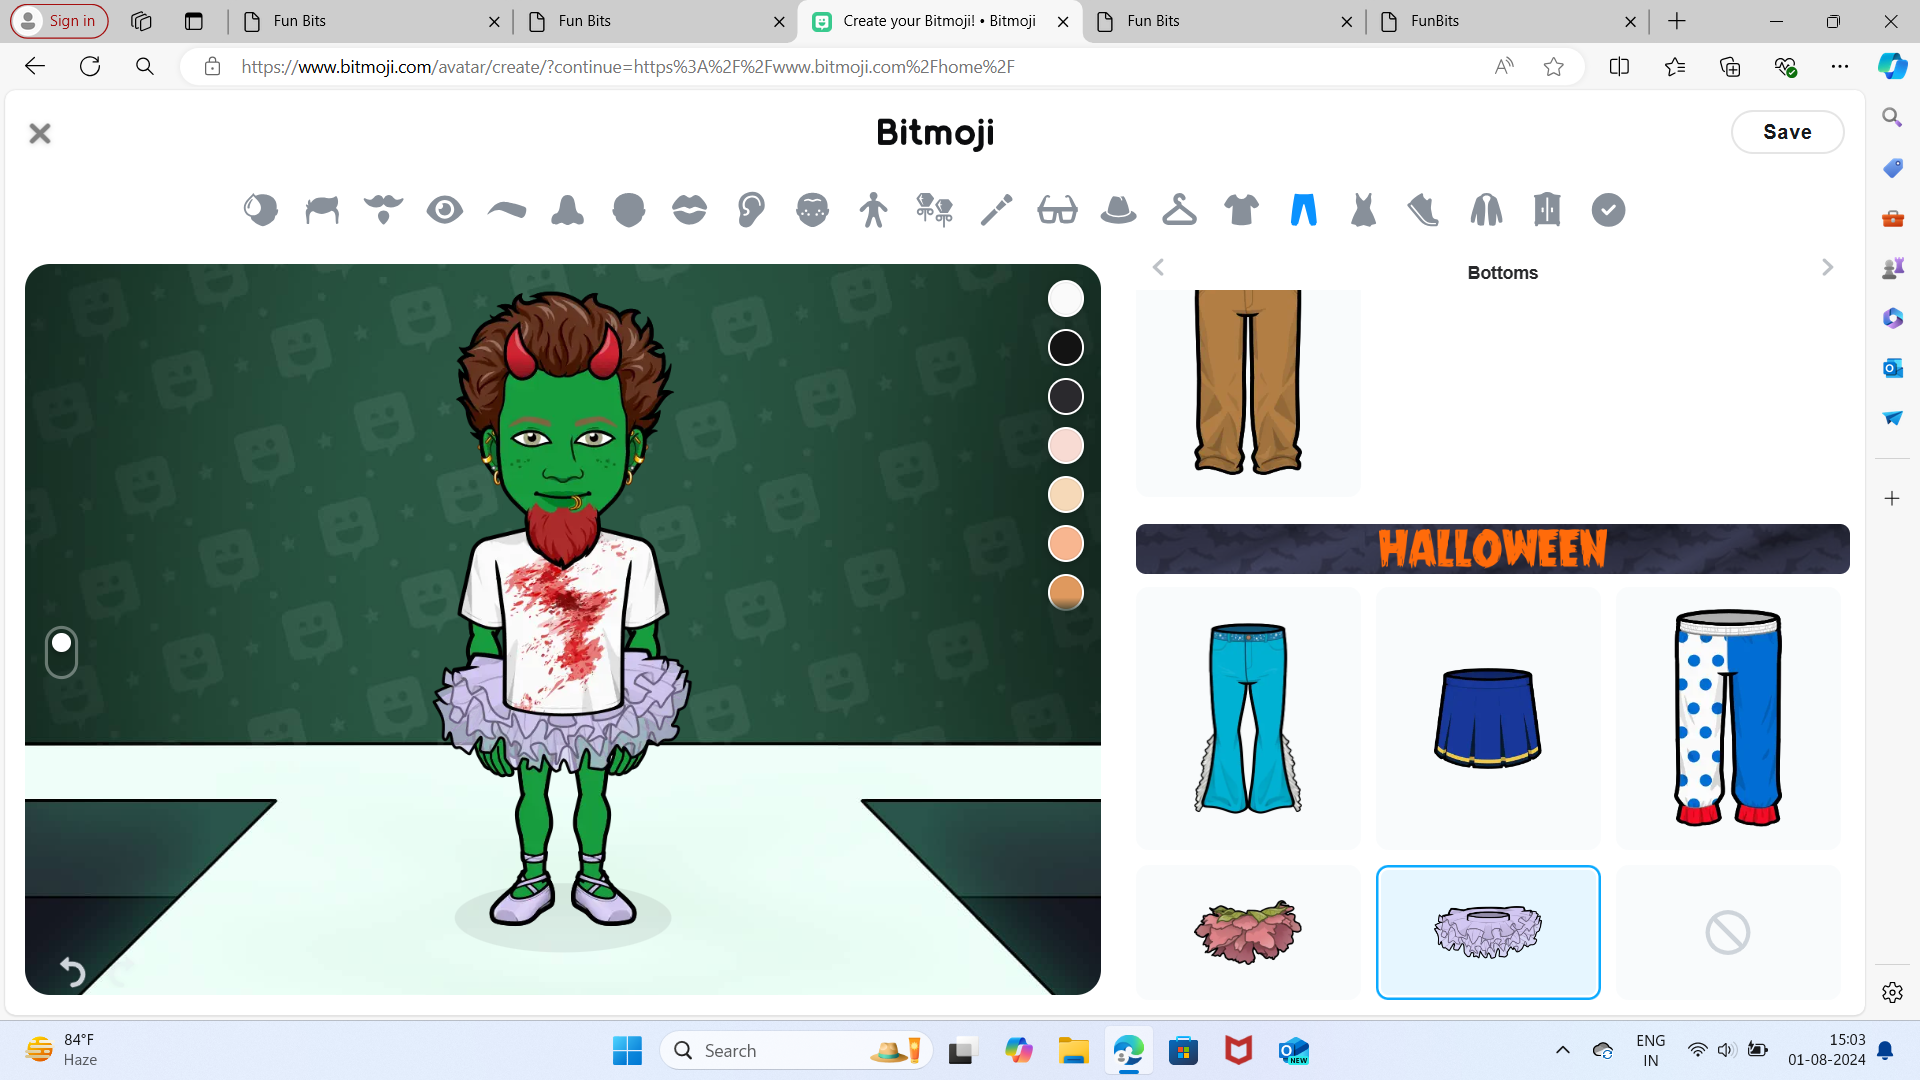 Sign in
Fun Bits
Fun Bits
Create your Bitmoji! • Bitmoji
Fun Bits
FunBits
https://www.bitmoji.com/avatar/create/?continue=https%3A%2F%2Fwww.bitmoji.com%2Fhome%2F
Bitmoji
Save
Bottoms
HALLOWEEN
84°F
Haze
Search
NEW
ENG
IN
15:03
01-08-2024